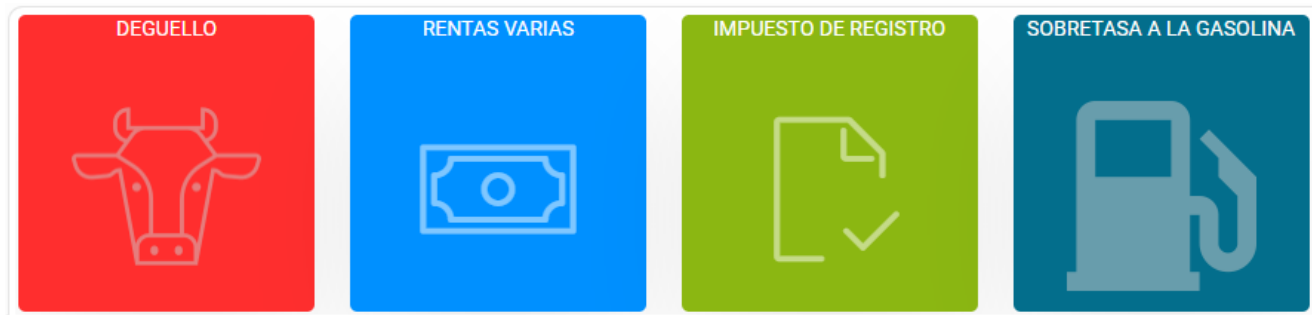 DEGUELLO
RENTAS VARIAS
IMPUESTO DE REGISTRO
SOBRETASA A LA GASOLINA